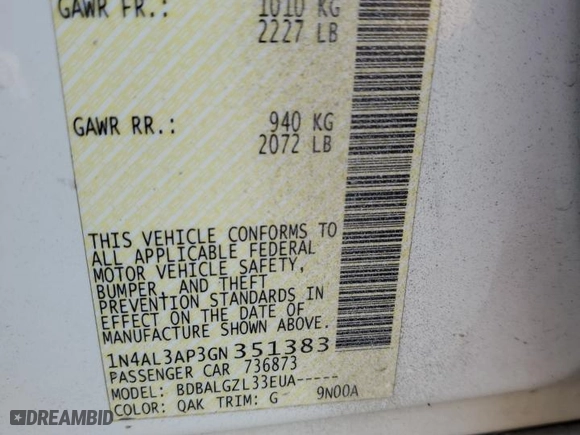 GAWR FR.: 1010 KG
2227 LB
GAWR RR.: 940 KG
2072 LB
THIS VEHICLE CONFORMS TO
ALL APPLICABLE FEDERAL
MOTOR VEHICLE SAFETY,
BUMPER, AND THEFT
PREVENTION STANDARDS IN
EFFECT ON THE DATE OF
MANUFACTURE SHOWN ABOVE.
1N4AL3AP3GN351383
PASSENGER CAR 736873
MODEL: BDBALGZL33EUA-----
COLOR: QAK TRIM: G 9N00A
DREAMBID